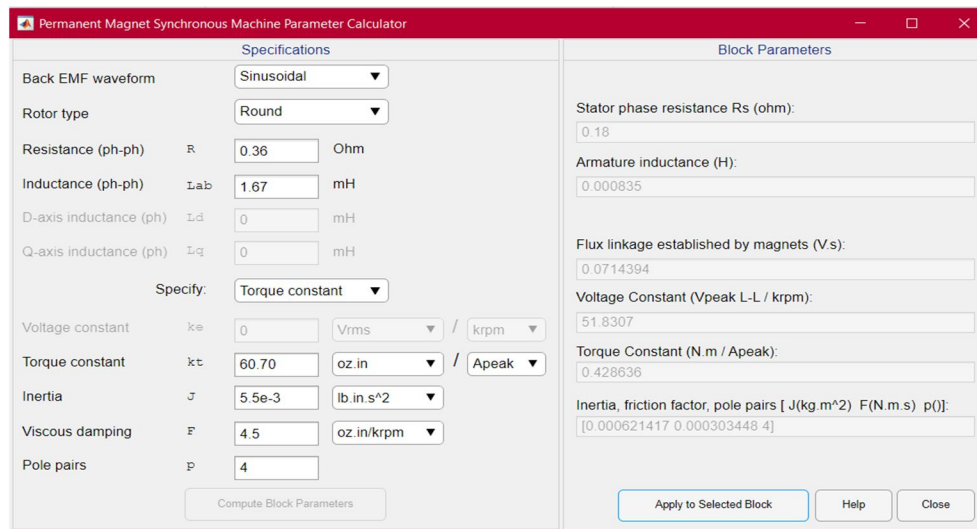 Permanent Magnet Synchronous Machine Parameter Calculator
Specifications
Back EMF waveform Sinusoidal
Rotor type Round
Resistance (ph-ph) R 0.36 Ohm
Inductance (ph-ph) Lab 1.67 mH
D-axis inductance (ph) Ld 0 mH
Q-axis inductance (ph) Lq 0 mH
Specify: Torque constant
Voltage constant ke 0 Vrms / krpm
Torque constant kt 60.70 oz.in / Apeak
Inertia J 5.5e-3 lb.in.s^2
Viscous damping F 4.5 oz.in/krpm
Pole pairs p 4
Compute Block Parameters
Block Parameters
Stator phase resistance Rs (ohm):
0.18
Armature inductance (H):
0.000835
Flux linkage established by magnets (V.s):
0.0714394
Voltage Constant (Vpeak L-L / krpm):
51.8307
Torque Constant (N.m / Apeak):
0.428636
Inertia, friction factor, pole pairs [ J(kg.m^2) F(N.m.s) p()]:
[0.000621417 0.000303448 4]
Apply to Selected Block Help Close